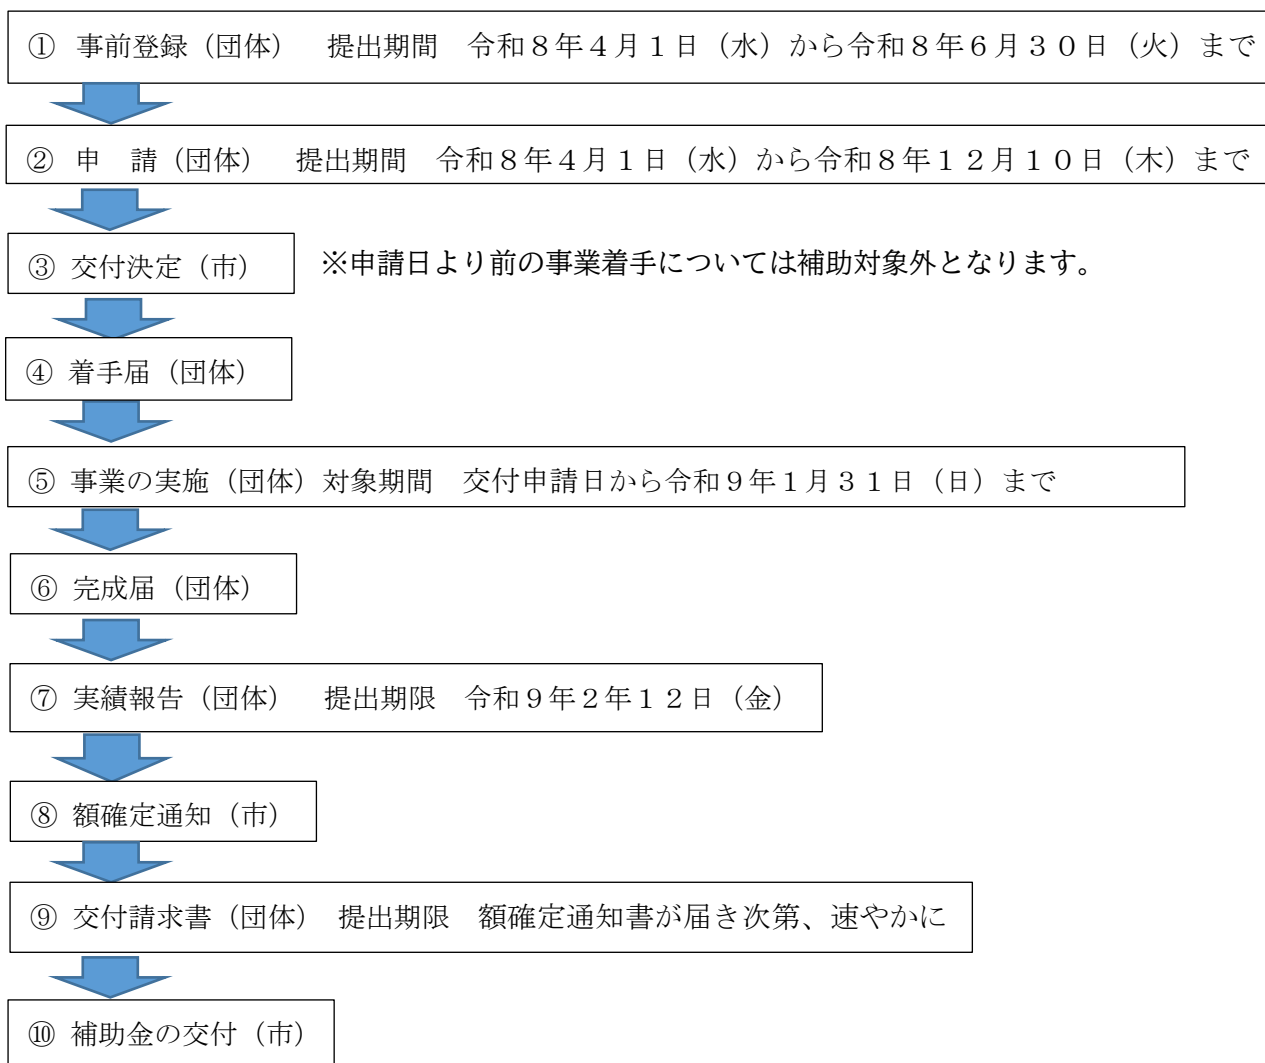 ① 事前登録（団体）　提出期間　令和８年４月１日（水）から令和８年６月３０日（火）まで
② 申　請（団体）　提出期間　令和８年４月１日（水）から令和８年１２月１０日（木）まで
③ 交付決定（市）　※申請日より前の事業着手については補助対象外となります。
④ 着手届（団体）
⑤ 事業の実施（団体）対象期間　交付申請日から令和９年１月３１日（日）まで
⑥ 完成届（団体）
⑦ 実績報告（団体）　提出期限　令和９年２年１２日（金）
⑧ 額確定通知（市）
⑨ 交付請求書（団体）　提出期限　額確定通知書が届き次第、速やかに
⑩ 補助金の交付（市）